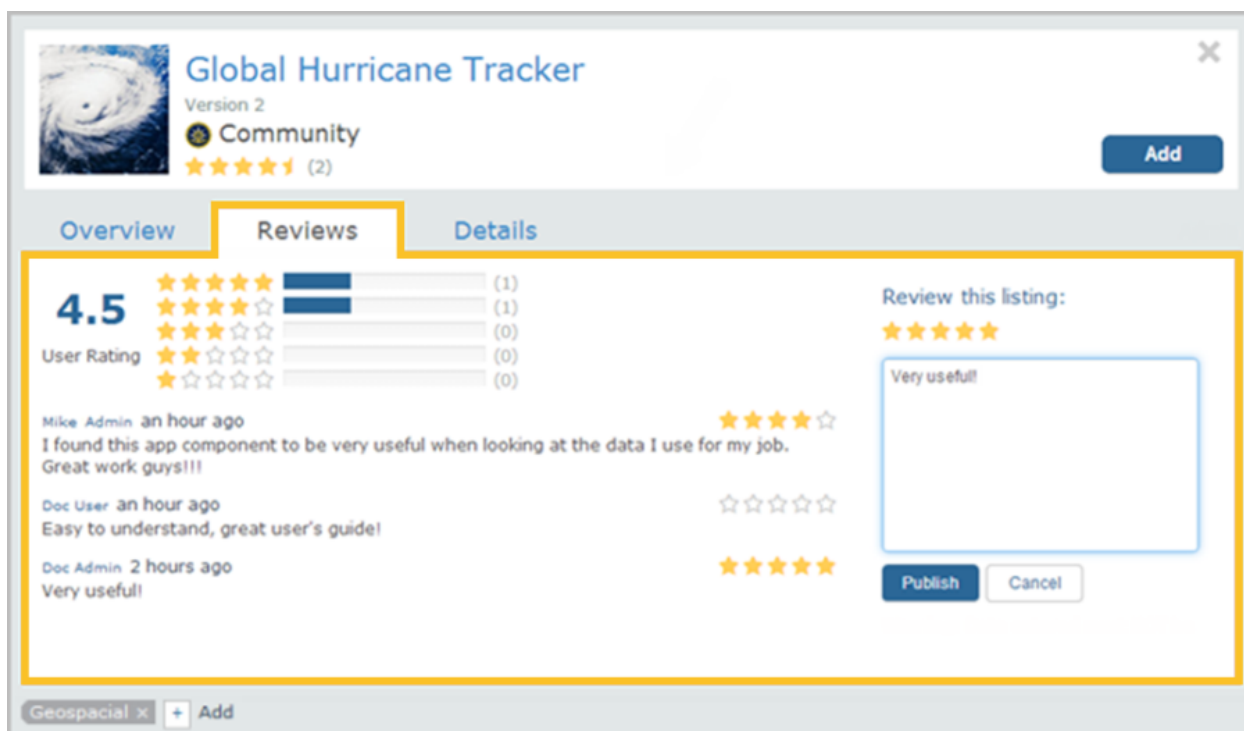 Global Hurricane Tracker
Version 2
Community
(2)
Add
Overview
Reviews
Details
4.5
User Rating
(1)
(1)
(0)
(0)
(0)
Mike Admin an hour ago
I found this app component to be very useful when looking at the data I use for my job.
Great work guys!!!
Doc User an hour ago
Easy to understand, great user's guide!
Doc Admin 2 hours ago
Very useful!
Review this listing:
Very useful!
Publish
Cancel
Geospacial ×
+ Add